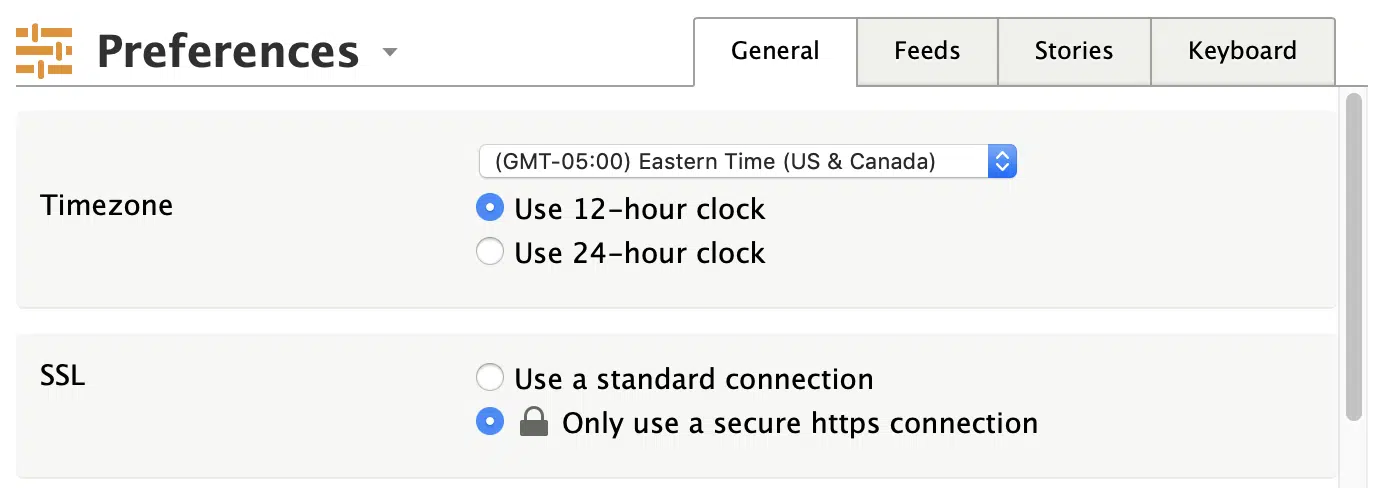 Preferences
General Feeds Stories Keyboard
Timezone
(GMT-05:00) Eastern Time (US & Canada)
Use 12-hour clock
Use 24-hour clock
SSL
Use a standard connection
Only use a secure https connection